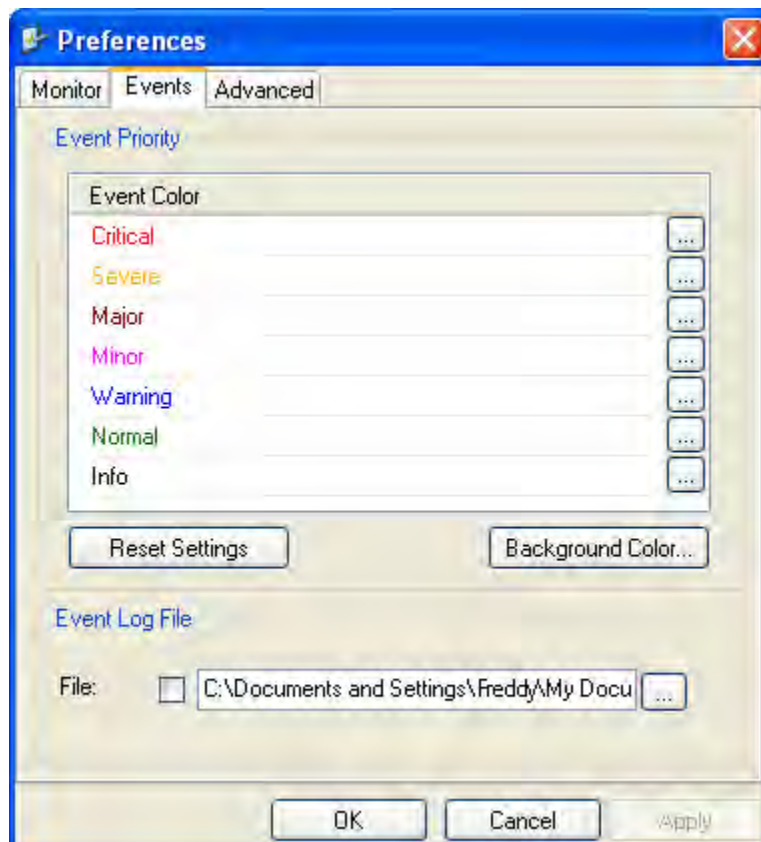 Preferences
Monitor Events Advanced
Event Priority
Event Color
Critical ...
Severe ...
Major ...
Minor ...
Warning ...
Normal ...
Info ...
Reset Settings Background Color...
Event Log File
File: C:\Documents and Settings\Freddy\My Docu ...
OK Cancel Apply